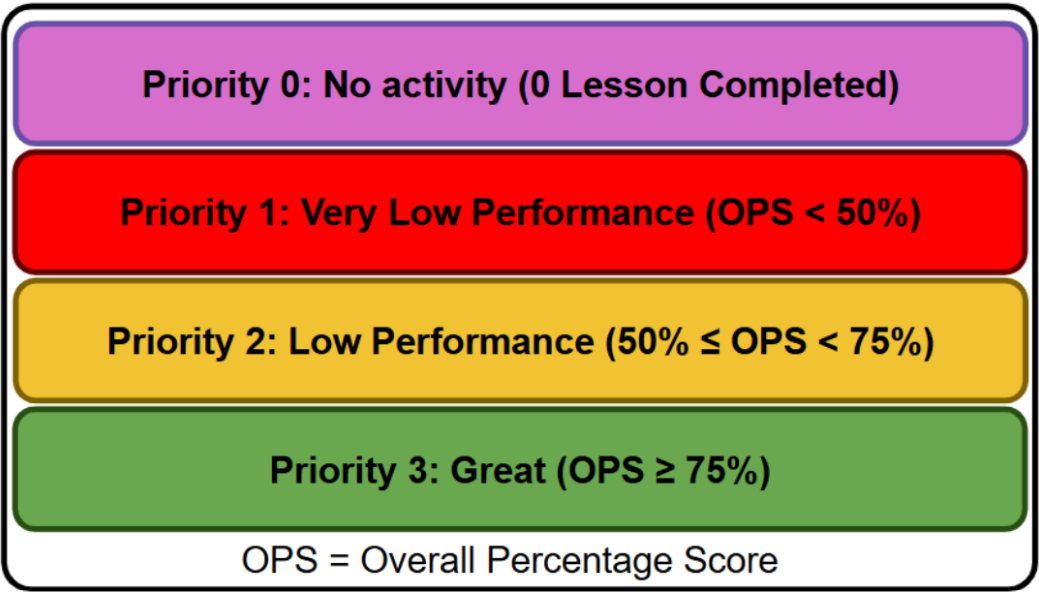 Priority 0: No activity (0 Lesson Completed)
Priority 1: Very Low Performance (OPS < 50%)
Priority 2: Low Performance (50% ≤ OPS < 75%)
Priority 3: Great (OPS ≥ 75%)
OPS = Overall Percentage Score